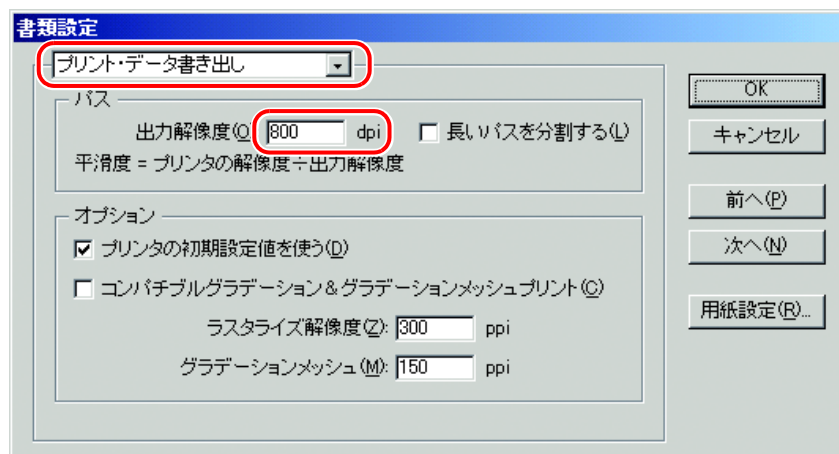 書類設定
プリント・データ書き出し
パス
出力解像度(O) 800 dpi 長いパスを分割する(L)
平滑度 = プリンタの解像度÷出力解像度
オプション
プリンタの初期設定値を使う(D)
コンパチブルグラデーション&グラデーションメッシュプリント(C)
ラスタライズ解像度(Z): 300 ppi
グラデーションメッシュ(M): 150 ppi
OK
キャンセル
前へ(P)
次へ(N)
用紙設定(R)...